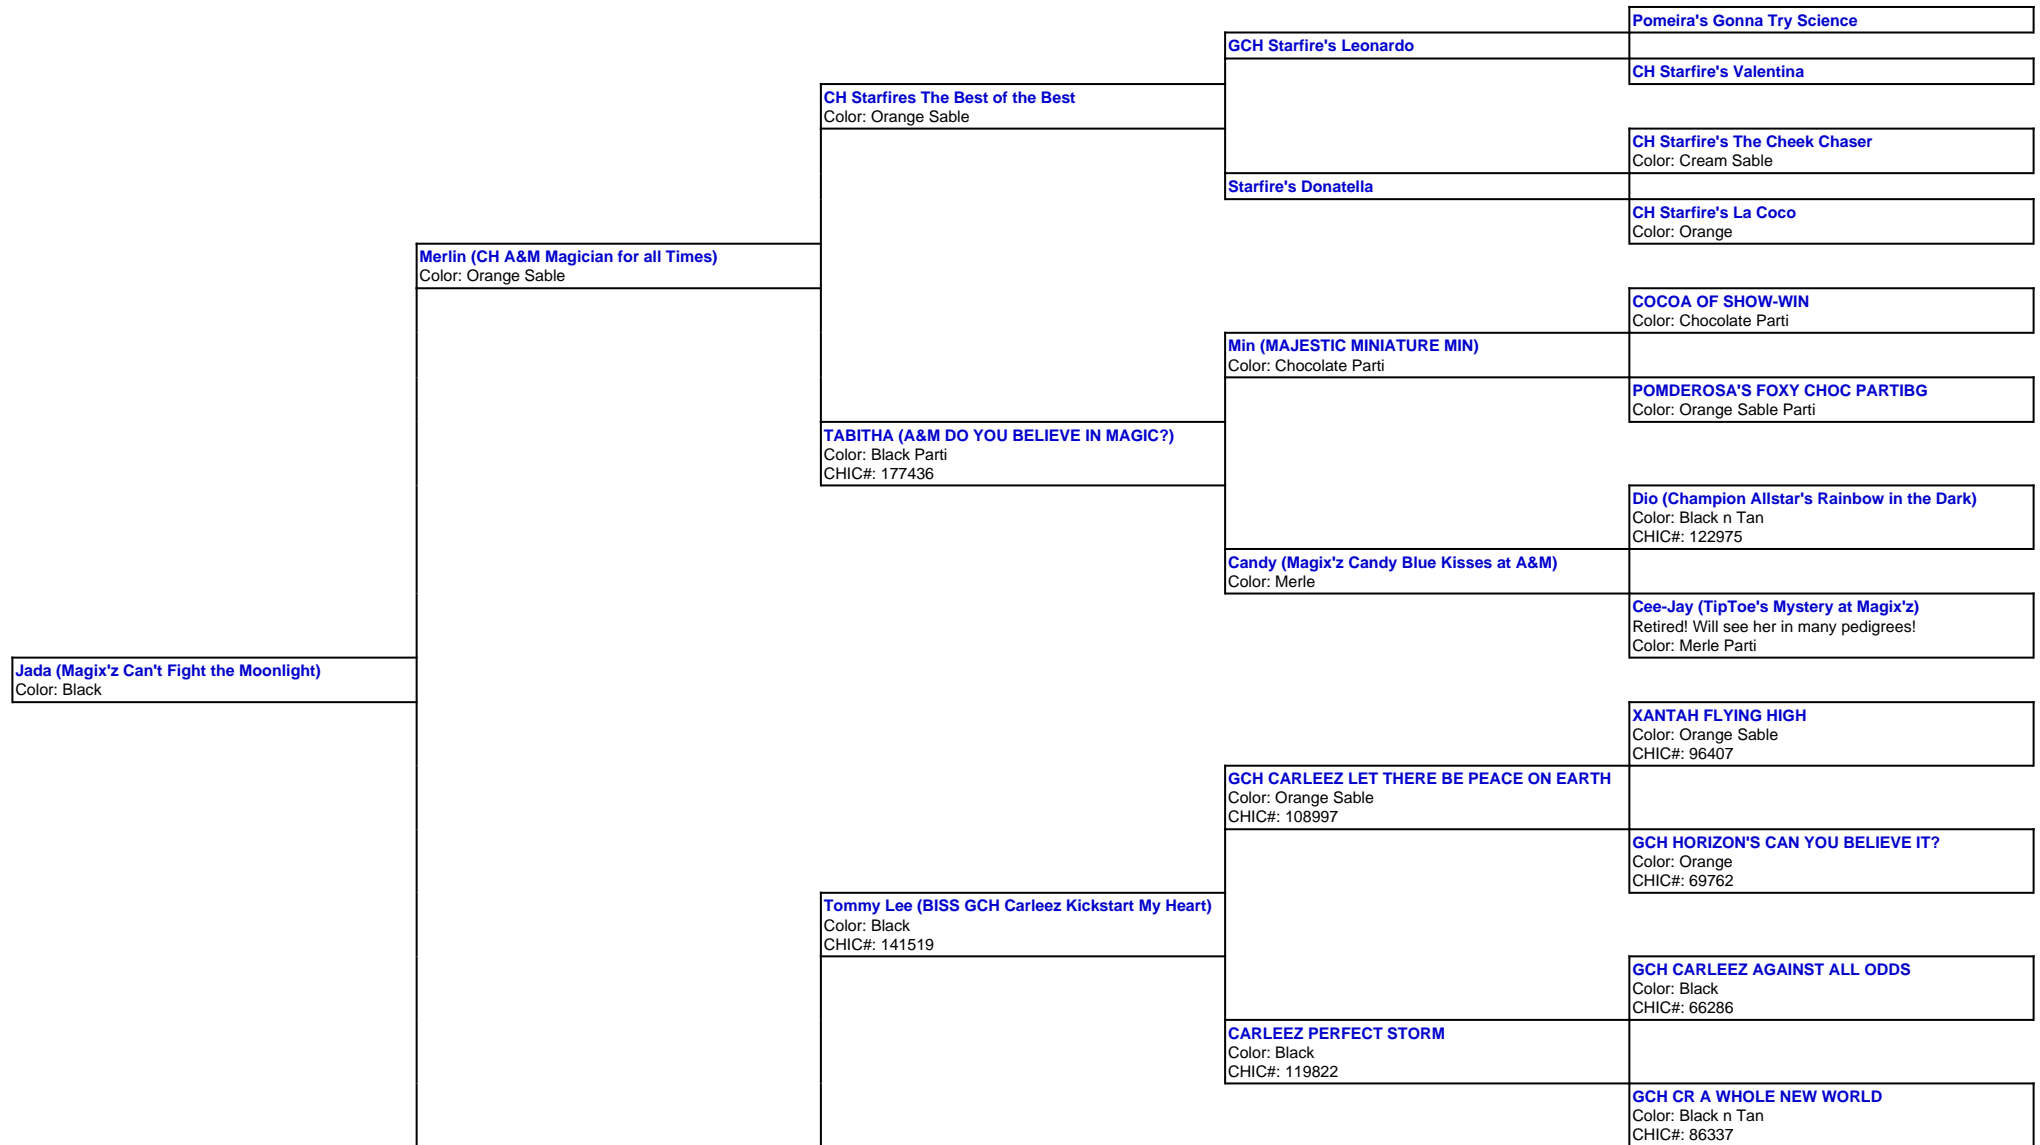 Pomeira's Gonna Try Science
GCH Starfire's Leonardo
CH Starfire's Valentina
CH Starfires The Best of the Best
Color: Orange Sable
CH Starfire's The Cheek Chaser
Color: Cream Sable
Starfire's Donatella
CH Starfire's La Coco
Color: Orange
Merlin (CH A&M Magician for all Times)
Color: Orange Sable
COCOA OF SHOW-WIN
Color: Chocolate Parti
Min (MAJESTIC MINIATURE MIN)
Color: Chocolate Parti
POMDEROSA'S FOXY CHOC PARTIBG
Color: Orange Sable Parti
TABITHA (A&M DO YOU BELIEVE IN MAGIC?)
Color: Black Parti
CHIC#: 177436
Dio (Champion Allstar's Rainbow in the Dark)
Color: Black n Tan
CHIC#: 122975
Candy (Magix'z Candy Blue Kisses at A&M)
Color: Merle
Cee-Jay (TipToe's Mystery at Magix'z)
Retired! Will see her in many pedigrees!
Color: Merle Parti
Jada (Magix'z Can't Fight the Moonlight)
Color: Black
XANTAH FLYING HIGH
Color: Orange Sable
CHIC#: 96407
GCH CARLEEZ LET THERE BE PEACE ON EARTH
Color: Orange Sable
CHIC#: 108997
GCH HORIZON'S CAN YOU BELIEVE IT?
Color: Orange
CHIC#: 69762
Tommy Lee (BISS GCH Carleez Kickstart My Heart)
Color: Black
CHIC#: 141519
GCH CARLEEZ AGAINST ALL ODDS
Color: Black
CHIC#: 66286
CARLEEZ PERFECT STORM
Color: Black
CHIC#: 119822
GCH CR A WHOLE NEW WORLD
Color: Black n Tan
CHIC#: 86337